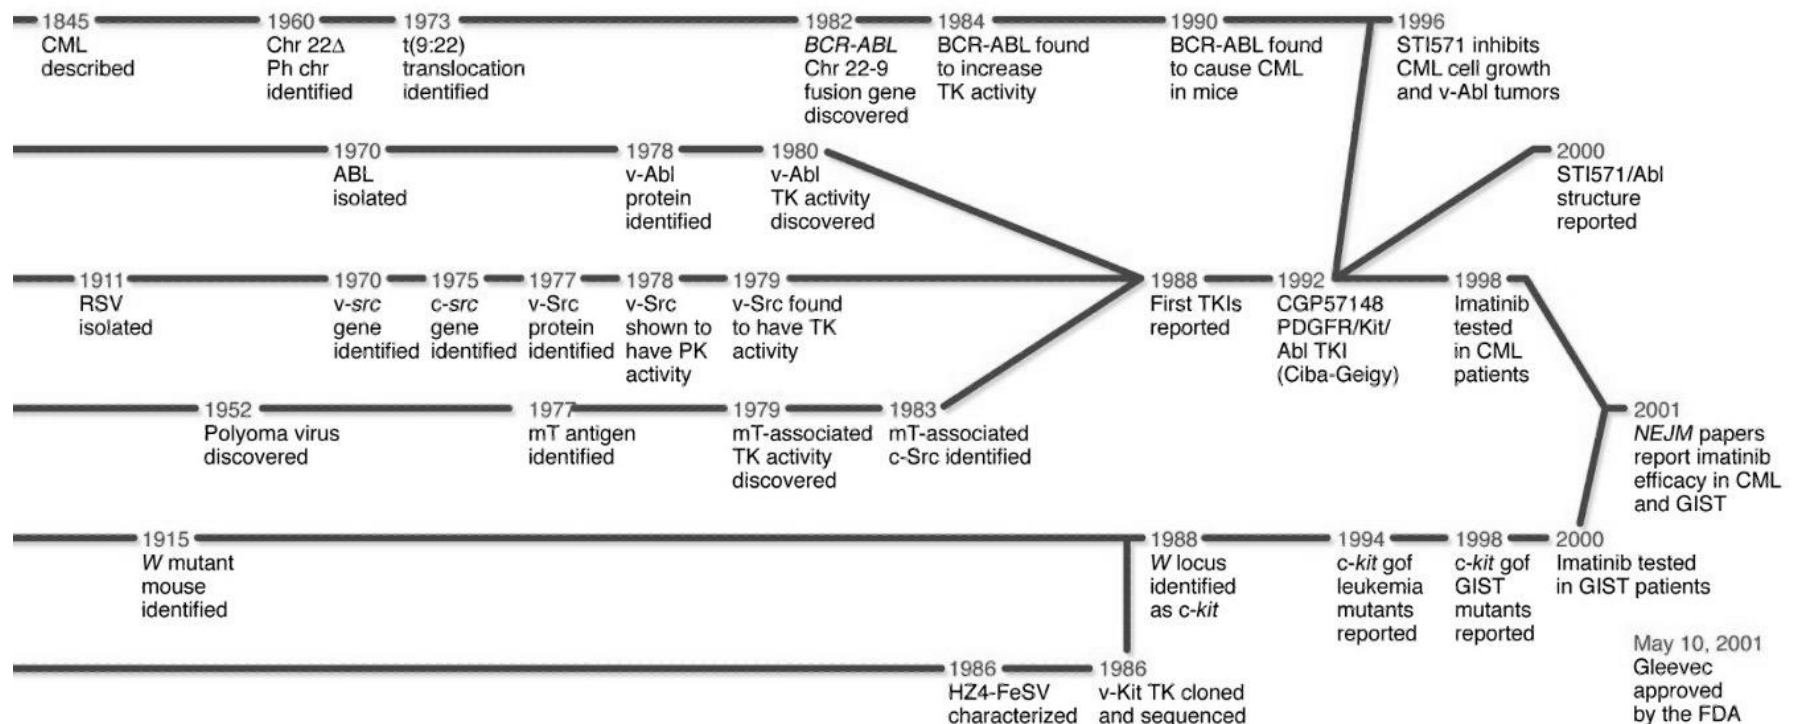 1845
CML
described
1960
Chr 22Δ
Ph chr
identified
1973
t(9:22)
translocation
identified
1982
BCR-ABL
Chr 22-9
fusion gene
discovered
1984
BCR-ABL found
to increase
TK activity
1990
BCR-ABL found
to cause CML
in mice
1996
STI571 inhibits
CML cell growth
and v-Abl tumors
1970
ABL
isolated
1978
v-Abl
protein
identified
1980
v-Abl
TK activity
discovered
2000
STI571/Abl
structure
reported
1911
RSV
isolated
1970
v-src
gene
identified
1975
c-src
gene
identified
1977
v-Src
protein
identified
1978
v-Src
shown to
have PK
activity
1979
v-Src found
to have TK
activity
1988
First TKIs
reported
1992
CGP57148
PDGFR/Kit/
Abl TKI
(Ciba-Geigy)
1998
Imatinib
tested
in CML
patients
1952
Polyoma virus
discovered
1977
mT antigen
identified
1979
mT-associated
TK activity
discovered
1983
mT-associated
c-Src identified
2001
NEJM papers
report imatinib
efficacy in CML
and GIST
1915
W mutant
mouse
identified
1988
W locus
identified
as c-kit
1994
c-kit gof
leukemia
mutants
reported
1998
c-kit gof
GIST
mutants
reported
2000
Imatinib tested
in GIST patients
1986
HZ4-FeSV
characterized
1986
v-Kit TK cloned
and sequenced
May 10, 2001
Gleevec
approved
by the FDA